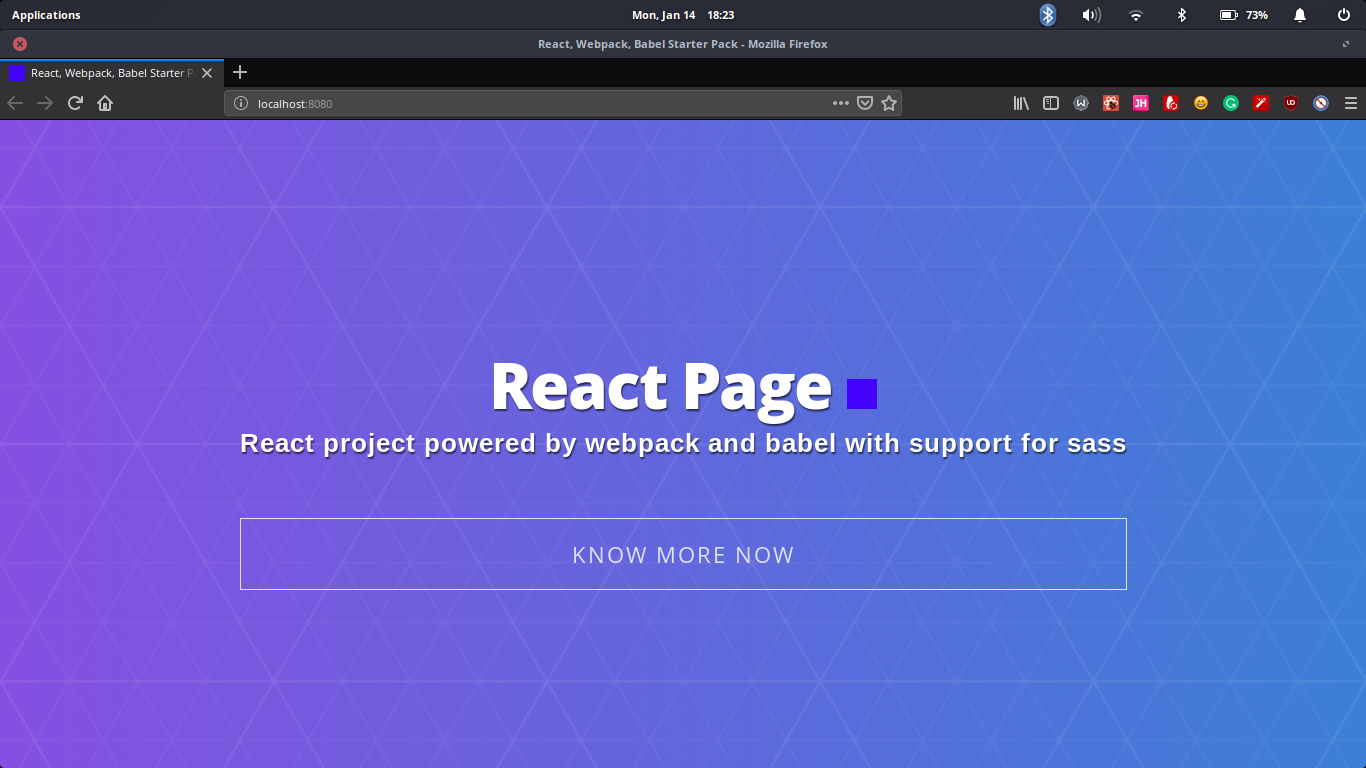 Applications
Mon, Jan 14 18:23
73%
React, Webpack, Babel Starter Pack - Mozilla Firefox
React, Webpack, Babel Starter P
localhost:8080
W
JH
UD
React Page
React project powered by webpack and babel with support for sass
KNOW MORE NOW